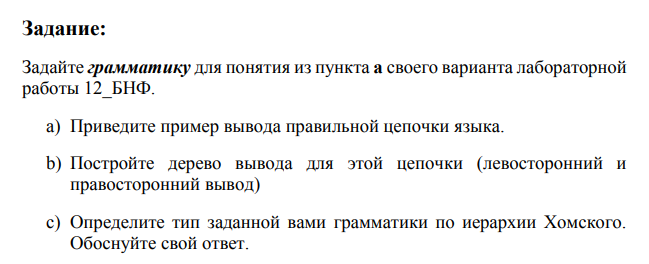 Задание:
Задайте грамматику для понятия из пункта а своего варианта лабораторной
работы 12_БНФ.
a) Приведите пример вывода правильной цепочки языка.
b) Постройте дерево вывода для этой цепочки (левосторонний и
правосторонний вывод)
c) Определите тип заданной вами грамматики по иерархии Хомского.
Обоснуйте свой ответ.